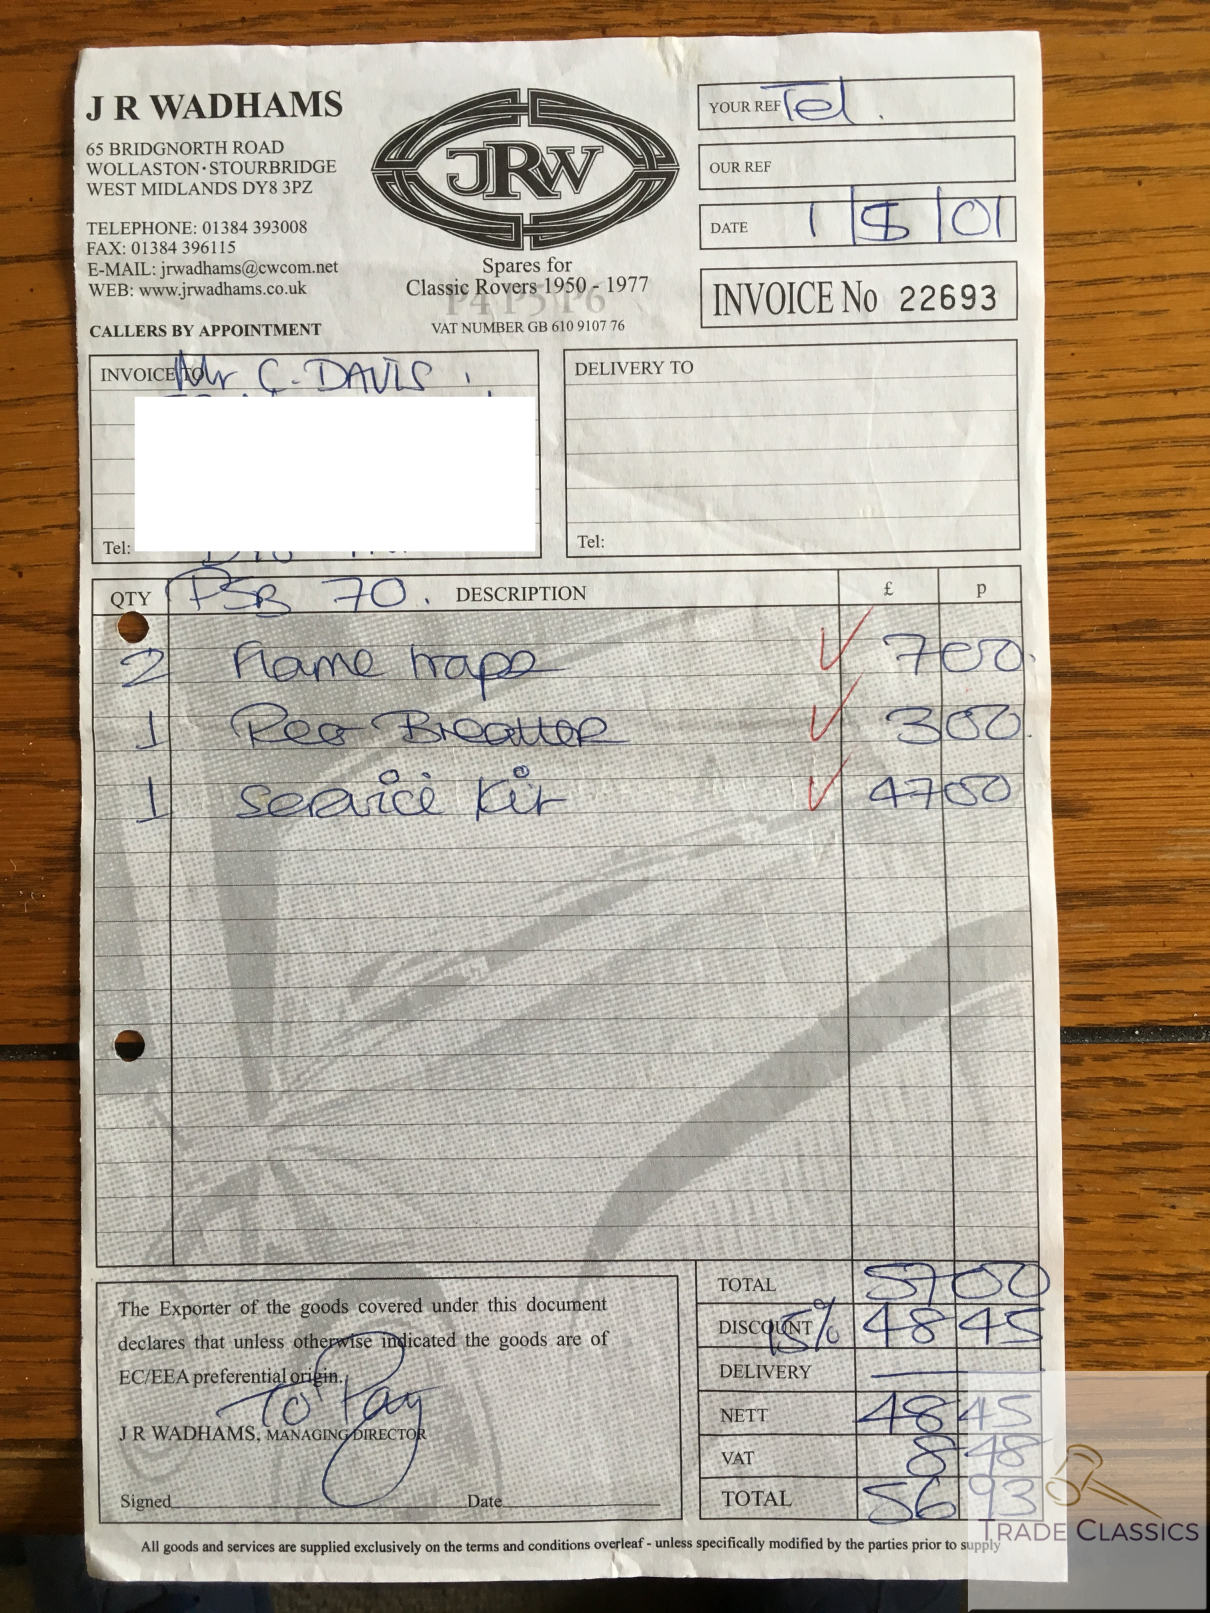 J R WADHAMS
65 BRIDGNORTH ROAD
WOLLASTON·STOURBRIDGE
WEST MIDLANDS DY8 3PZ
TELEPHONE: 01384 393008
FAX: 01384 396115
E-MAIL: jrwadhams@cwcom.net
WEB: www.jrwadhams.co.uk
CALLERS BY APPOINTMENT
JRW
Spares for
Classic Rovers 1950 - 1977
P4 P5 P6
VAT NUMBER GB 610 9107 76
YOUR REF Tel.
OUR REF
DATE 1 | 5 | 01
INVOICE No 22693
INVOICE TO Mr C. DAVIS
Tel:
DELIVERY TO
Tel:
QTY P5B 70. DESCRIPTION £ p
2 Flame traps 7 00
1 Reg Breather 3 00
1 Service Kit 47 00
The Exporter of the goods covered under this document
declares that unless otherwise indicated the goods are of
EC/EEA preferential origin.
To Pay
J R WADHAMS, MANAGING DIRECTOR
Signed Date
TOTAL 57 00
DISCOUNT 15% 48 45
DELIVERY —
NETT 48 45
VAT 8 48
TOTAL 56 93
All goods and services are supplied exclusively on the terms and conditions overleaf - unless specifically modified by the parties prior to supply
TRADE CLASSICS